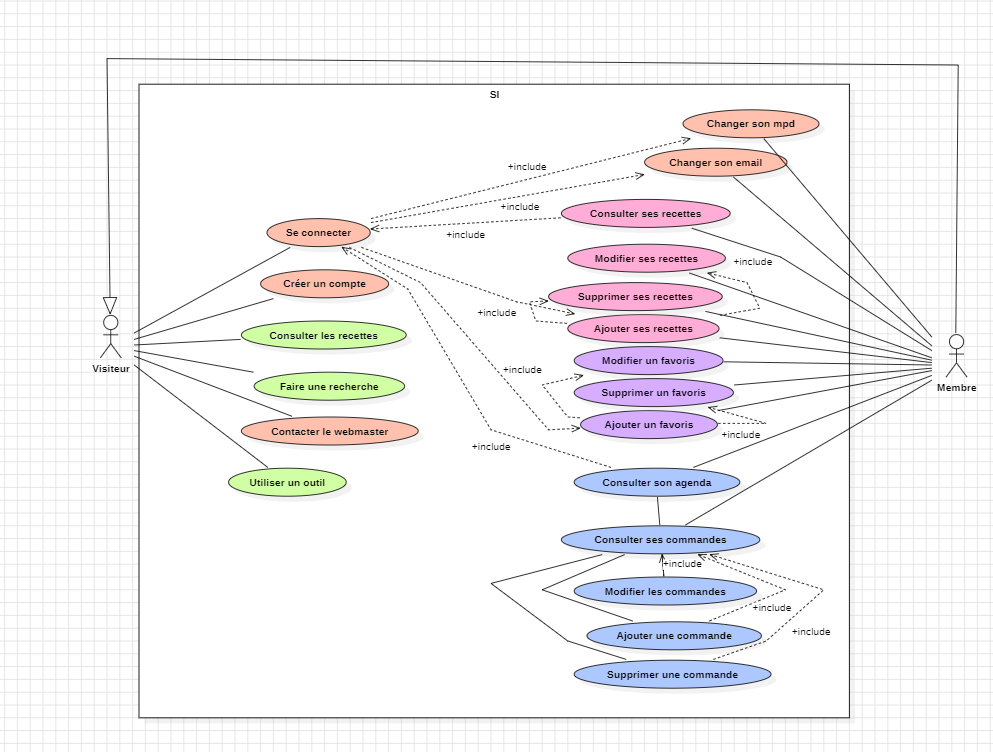 SI
Changer son mpd
Changer son email
+include
+include
Consulter ses recettes
Se connecter
+include
Modifier ses recettes
+include
Créer un compte
Supprimer ses recettes
+include
Ajouter ses recettes
Consulter les recettes
Visiteur
Modifier un favoris
+include
Membre
Faire une recherche
Supprimer un favoris
Contacter le webmaster
Ajouter un favoris
+include
+include
Utiliser un outil
Consulter son agenda
Consulter ses commandes
+include
Modifier les commandes
+include
Ajouter une commande
+include
Supprimer une commande